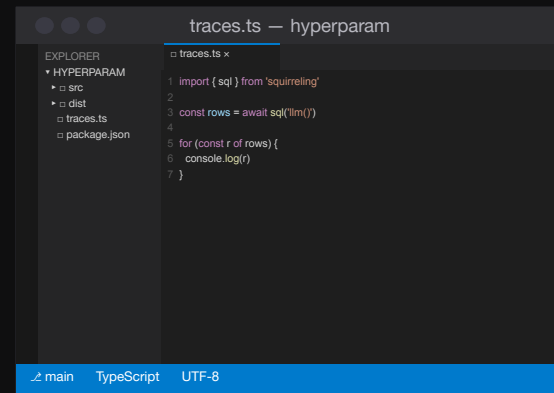 traces.ts — hyperparam
EXPLORER
▾ HYPERPARAM
▸ □ src
▸ □ dist
□ traces.ts
□ package.json
□ traces.ts ×
1 import { sql } from 'squirreling'
2
3 const rows = await sql('llm()')
4
5 for (const r of rows) {
6   console.log(r)
7 }
⎇ main TypeScript UTF-8